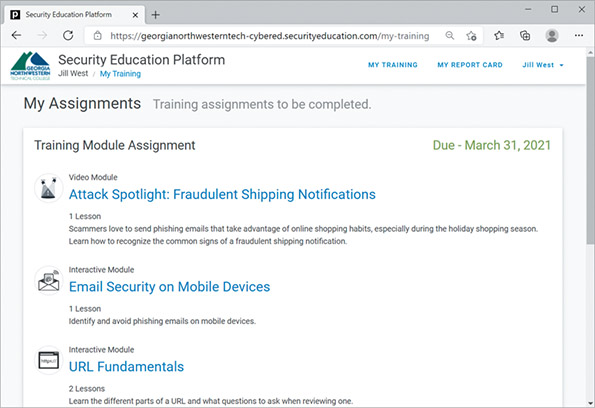 Security Education Platform
https://georgianorthwesterntech-cybered.securityeducation.com/my-training
GEORGIA
NORTHWESTERN
TECHNICAL COLLEGE
Security Education Platform
Jill West / My Training
MY TRAINING MY REPORT CARD Jill West
My Assignments Training assignments to be completed.
Training Module Assignment Due - March 31, 2021
Video Module
Attack Spotlight: Fraudulent Shipping Notifications
1 Lesson
Scammers love to send phishing emails that take advantage of online shopping habits, especially during the holiday shopping season.
Learn how to recognize the common signs of a fraudulent shipping notification.
Interactive Module
Email Security on Mobile Devices
1 Lesson
Identify and avoid phishing emails on mobile devices.
Interactive Module
https://
URL Fundamentals
2 Lessons
Learn the different parts of a URL and what questions to ask when reviewing one.